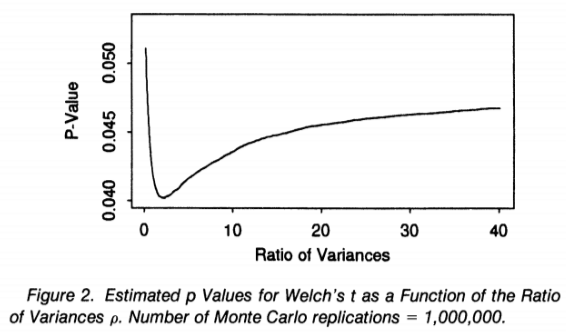 0.050
0.045
0.040
P-Value
0 10 20 30 40
Ratio of Variances
Figure 2. Estimated p Values for Welch's t as a Function of the Ratio
of Variances ρ. Number of Monte Carlo replications = 1,000,000.